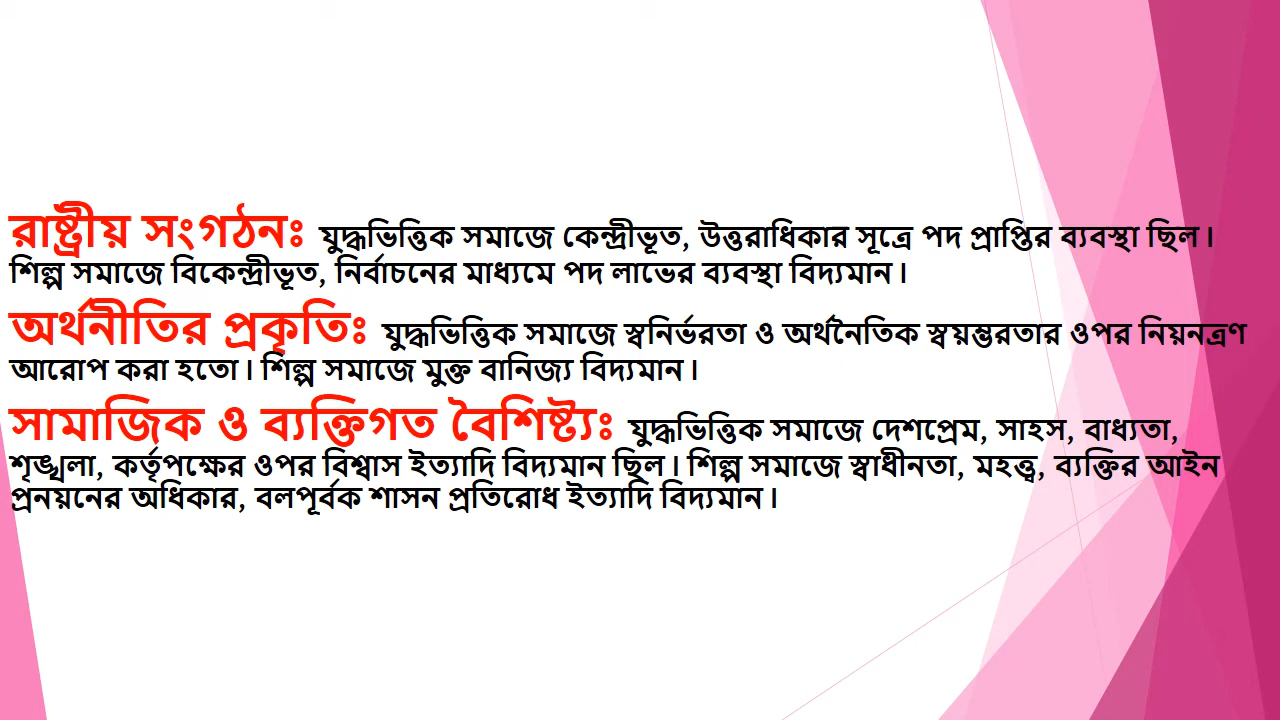 রাষ্ট্রীয় সংগঠনঃ যুদ্ধভিত্তিক সমাজে কেন্দ্রীভূত, উত্তরাধিকার সূত্রে পদ প্রাপ্তির ব্যবস্থা ছিল।
শিল্প সমাজে বিকেন্দ্রীভূত, নির্বাচনের মাধ্যমে পদ লাভের ব্যবস্থা বিদ্যমান।
অর্থনীতির প্রকৃতিঃ যুদ্ধভিত্তিক সমাজে স্বনির্ভরতা ও অর্থনৈতিক স্বয়ম্ভরতার ওপর নিয়নত্রণ
আরোপ করা হতো। শিল্প সমাজে মুক্ত বানিজ্য বিদ্যমান।
সামাজিক ও ব্যক্তিগত বৈশিষ্ট্যঃ যুদ্ধভিত্তিক সমাজে দেশপ্রেম, সাহস, বাধ্যতা,
শৃঙ্খলা, কর্তৃপক্ষের ওপর বিশ্বাস ইত্যাদি বিদ্যমান ছিল। শিল্প সমাজে স্বাধীনতা, মহত্ত্ব, ব্যক্তির আইন
প্রনয়নের অধিকার, বলপূর্বক শাসন প্রতিরোধ ইত্যাদি বিদ্যমান।